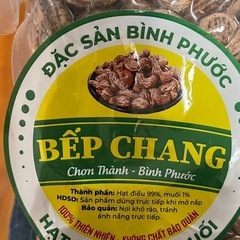 ĐẶC SẢN BÌNH PHƯỚC
BẾP CHANG
Chơn Thành - Bình Phước
Thành phần: Hạt điều 99%, muối 1%
HDSD: Sản phẩm dùng trực tiếp khi mở nắp
Bảo quản: Nơi khô ráo, tránh
ánh nắng trực tiếp.
100% THIÊN NHIÊN - KHÔNG CHẤT BẢO QUẢN